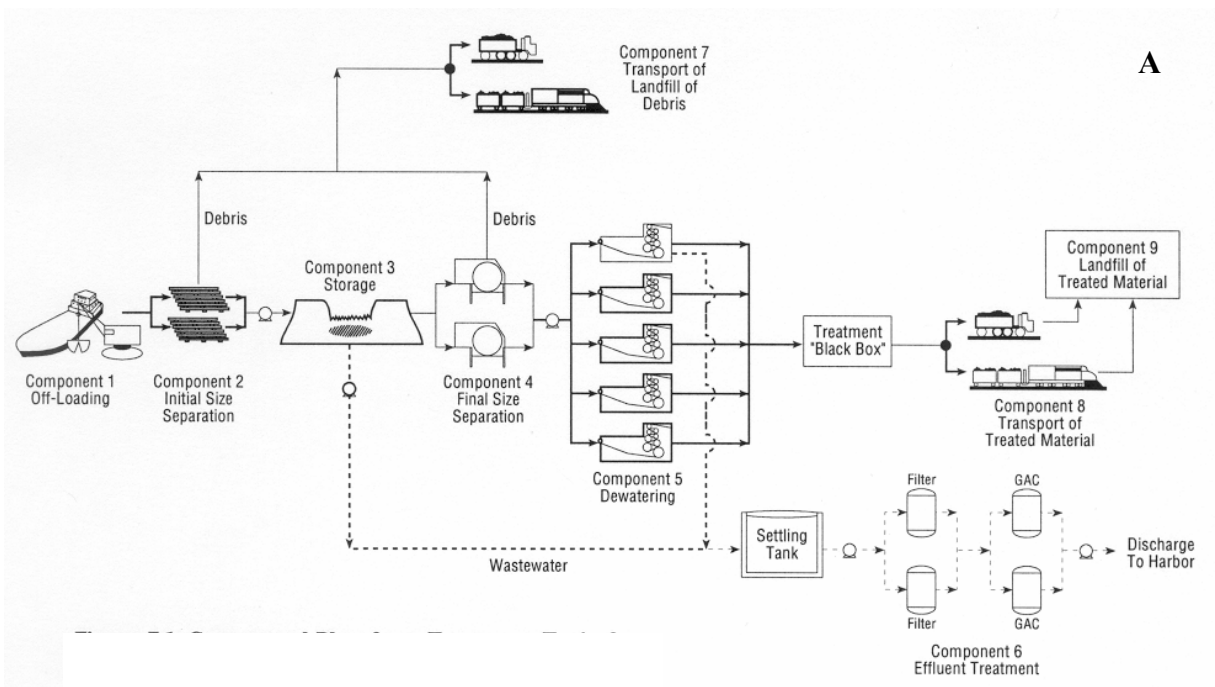 Component 7
Transport of
Landfill of
Debris
A
Debris
Debris
Component 3
Storage
Component 9
Landfill of
Treated Material
Treatment
"Black Box"
Component 1
Off-Loading
Component 2
Initial Size
Separation
Component 4
Final Size
Separation
Component 8
Transport of
Treated Material
Component 5
Dewatering
Filter
GAC
Settling
Tank
Discharge
To Harbor
Wastewater
Filter
GAC
Component 6
Effluent Treatment